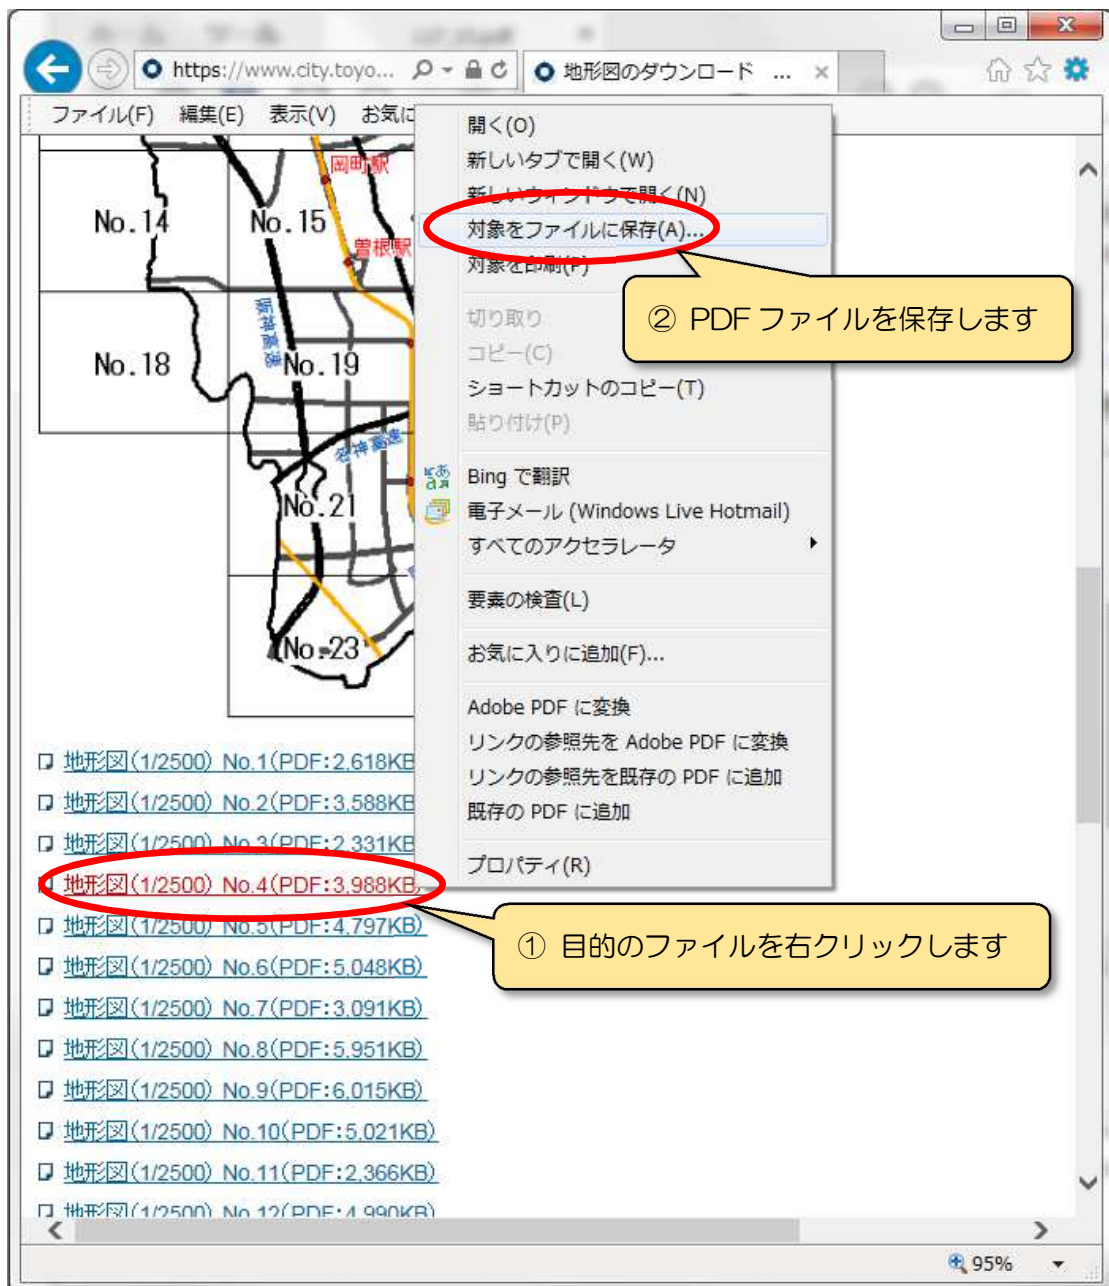 https://www.city.toyo...
地形図のダウンロード ...
ファイル(F) 編集(E) 表示(V) お気に
岡町駅
No.14
No.15
曽根駅
阪神高速
No.18
No.19
名神高速
No.21
No.23
開く(O)
新しいタブで開く(W)
新しいウィンドウで開く(N)
対象をファイルに保存(A)...
対象を印刷(P)
切り取り
コピー(C)
ショートカットのコピー(T)
貼り付け(P)
Bing で翻訳
電子メール (Windows Live Hotmail)
すべてのアクセラレータ
要素の検査(L)
お気に入りに追加(F)...
Adobe PDF に変換
リンクの参照先を Adobe PDF に変換
リンクの参照先を既存の PDF に追加
既存の PDF に追加
プロパティ(R)
② PDF ファイルを保存します
地形図(1/2500) No.1(PDF:2,618KB
地形図(1/2500) No.2(PDF:3,588KB
地形図(1/2500) No.3(PDF:2,331KB
地形図(1/2500) No.4(PDF:3,988KB)
① 目的のファイルを右クリックします
地形図(1/2500) No.5(PDF:4,797KB)
地形図(1/2500) No.6(PDF:5,048KB)
地形図(1/2500) No.7(PDF:3,091KB)
地形図(1/2500) No.8(PDF:5,951KB)
地形図(1/2500) No.9(PDF:6,015KB)
地形図(1/2500) No.10(PDF:5,021KB)
地形図(1/2500) No.11(PDF:2,366KB)
地形図(1/2500) No.12(PDF:4,990KB)
95%